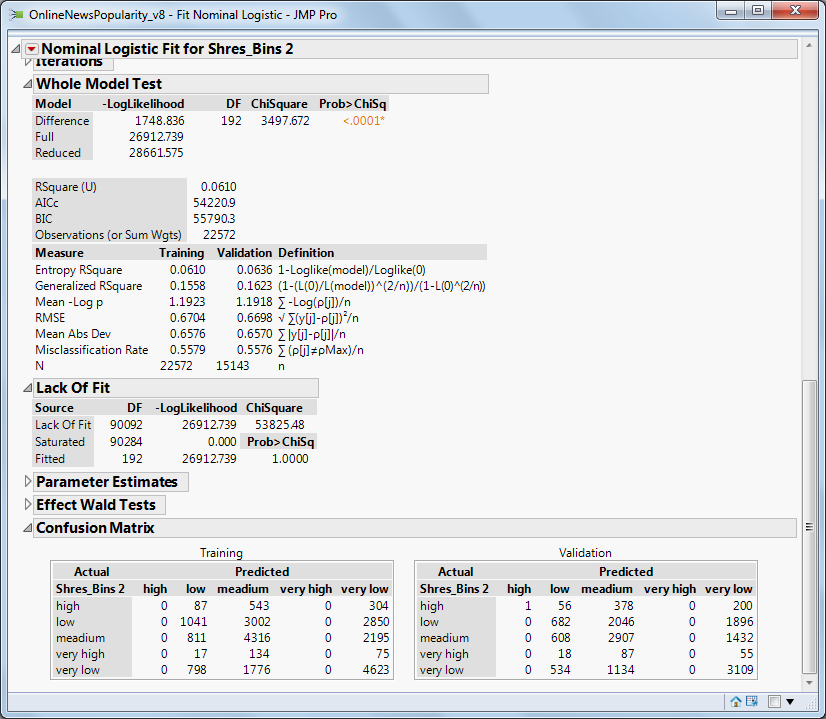 OnlineNewsPopularity_v8 - Fit Nominal Logistic - JMP Pro
Nominal Logistic Fit for Shres_Bins 2
Iterations
Whole Model Test
Model -LogLikelihood DF ChiSquare Prob>ChiSq
Difference 1748.836 192 3497.672 <.0001*
Full 26912.739
Reduced 28661.575
RSquare (U) 0.0610
AICc 54220.9
BIC 55790.3
Observations (or Sum Wgts) 22572
Measure Training Validation Definition
Entropy RSquare 0.0610 0.0636 1-Loglike(model)/Loglike(0)
Generalized RSquare 0.1558 0.1623 (1-(L(0)/L(model))^(2/n))/(1-L(0)^(2/n))
Mean -Log p 1.1923 1.1918 ∑ -Log(ρ[j])/n
RMSE 0.6704 0.6698 √ ∑(y[j]-ρ[j])²/n
Mean Abs Dev 0.6576 0.6570 ∑ |y[j]-ρ[j]|/n
Misclassification Rate 0.5579 0.5576 ∑ (ρ[j]≠ρMax)/n
N 22572 15143 n
Lack Of Fit
Source DF -LogLikelihood ChiSquare
Lack Of Fit 90092 26912.739 53825.48
Saturated 90284 0.000 Prob>ChiSq
Fitted 192 26912.739 1.0000
Parameter Estimates
Effect Wald Tests
Confusion Matrix
Training
Actual Predicted
Shres_Bins 2 high low meadium very high very low
high 0 87 543 0 304
low 0 1041 3002 0 2850
meadium 0 811 4316 0 2195
very high 0 17 134 0 75
very low 0 798 1776 0 4623
Validation
Actual Predicted
Shres_Bins 2 high low meadium very high very low
high 1 56 378 0 200
low 0 682 2046 0 1896
meadium 0 608 2907 0 1432
very high 0 18 87 0 55
very low 0 534 1134 0 3109